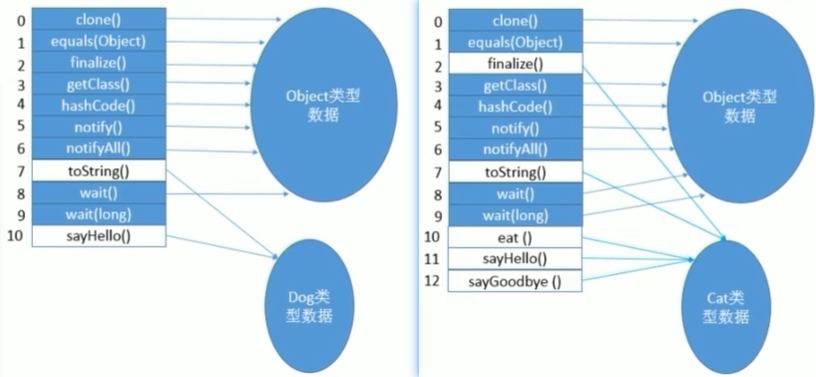 0 clone()
1 equals(Object)
2 finalize()
3 getClass()
4 hashCode()
5 notify()
6 notifyAll()
7 toString()
8 wait()
9 wait(long)
10 sayHello()
Object类型
数据
Dog类
型数据
0 clone()
1 equals(Object)
2 finalize()
3 getClass()
4 hashCode()
5 notify()
6 notifyAll()
7 toString()
8 wait()
9 wait(long)
10 eat ()
11 sayHello()
12 sayGoodbye ()
Object类型
数据
Cat类
型数据